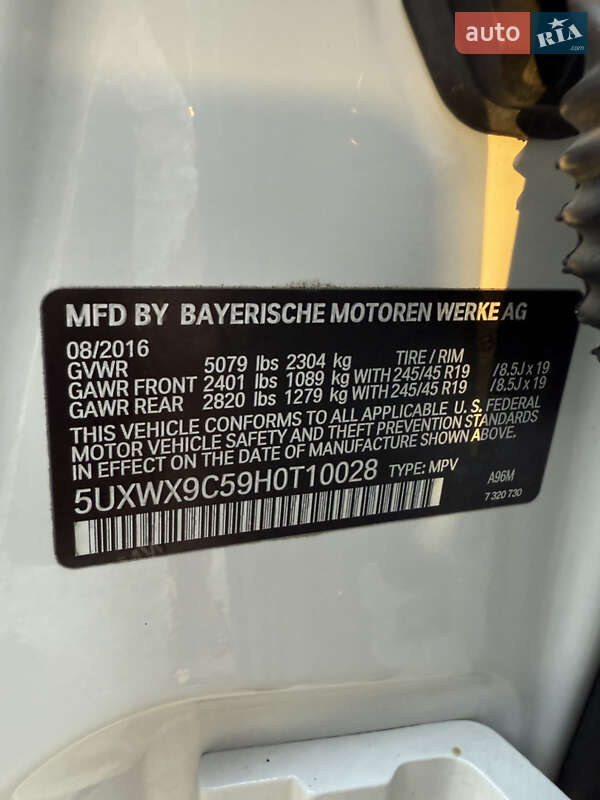 auto RIA.com
MFD BY BAYERISCHE MOTOREN WERKE AG
08/2016
GVWR 5079 lbs 2304 kg TIRE / RIM
GAWR FRONT 2401 lbs 1089 kg WITH 245/45 R19 /8.5J x 19
GAWR REAR 2820 lbs 1279 kg WITH 245/45 R19 /8.5J x 19
THIS VEHICLE CONFORMS TO ALL APPLICABLE U. S. FEDERAL
MOTOR VEHICLE SAFETY AND THEFT PREVENTION STANDARDS
IN EFFECT ON THE DATE OF MANUFACTURE SHOWN ABOVE.
5UXWX9C59H0T10028 TYPE: MPV A96M
7 320 730